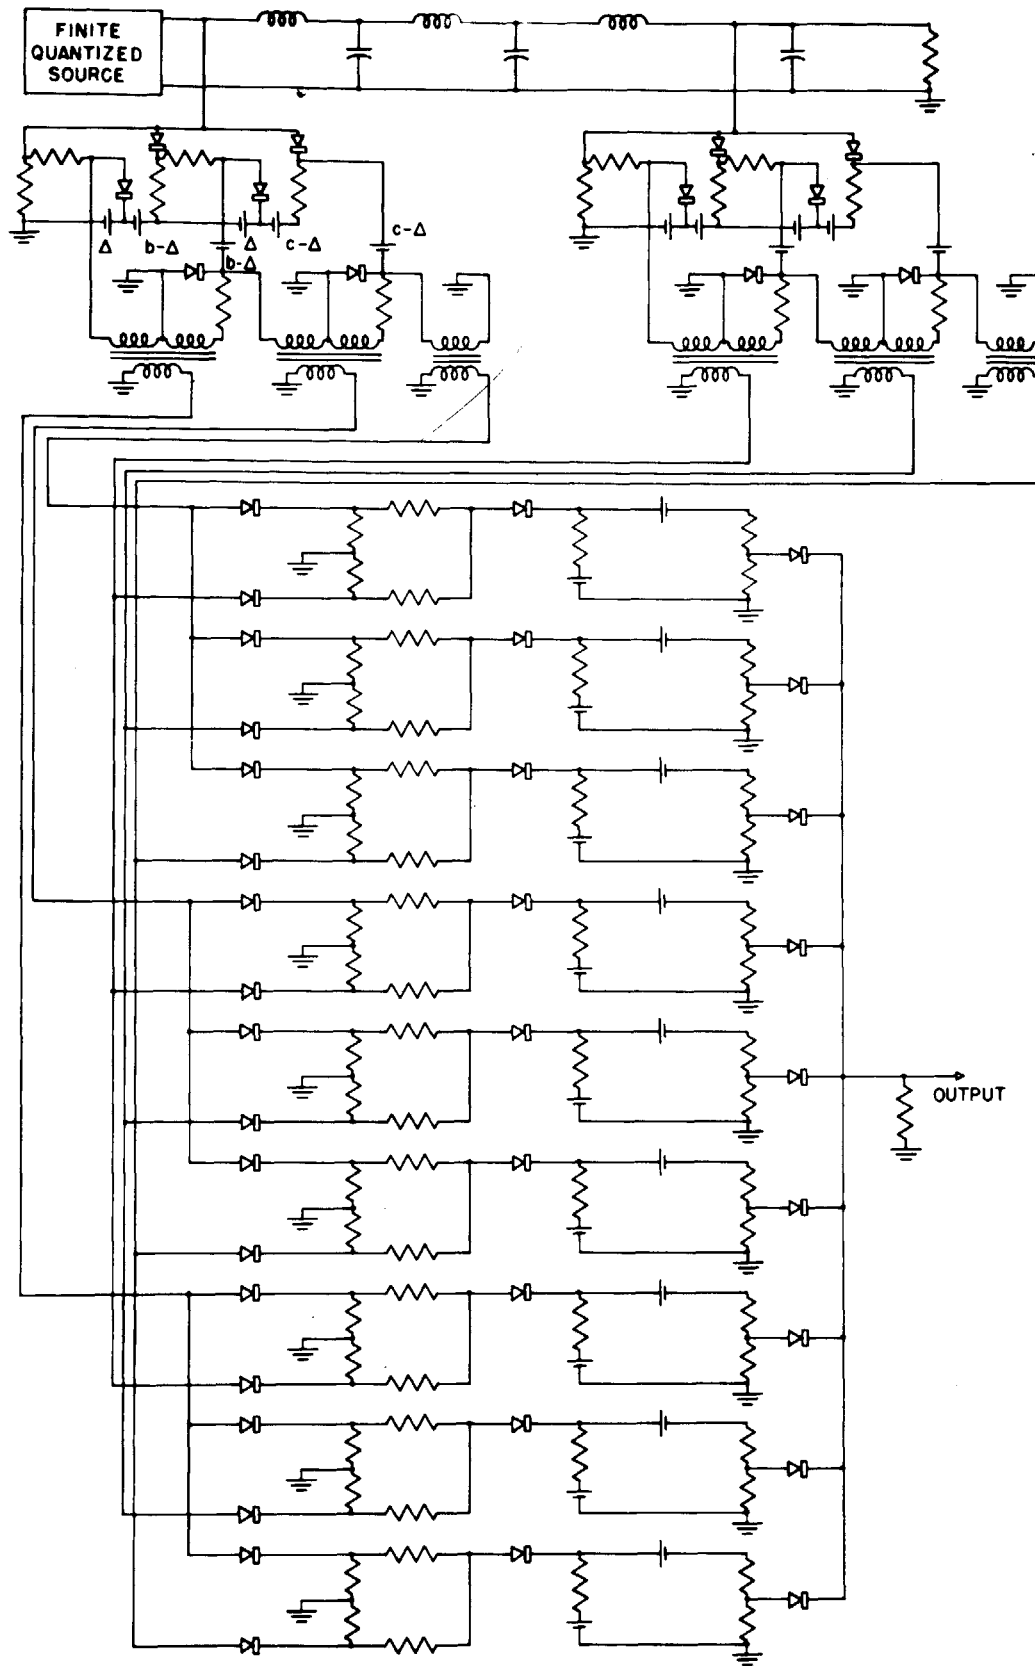 FINITE
QUANTIZED
SOURCE
Δ b-Δ Δ c-Δ c-Δ
b-Δ
OUTPUT